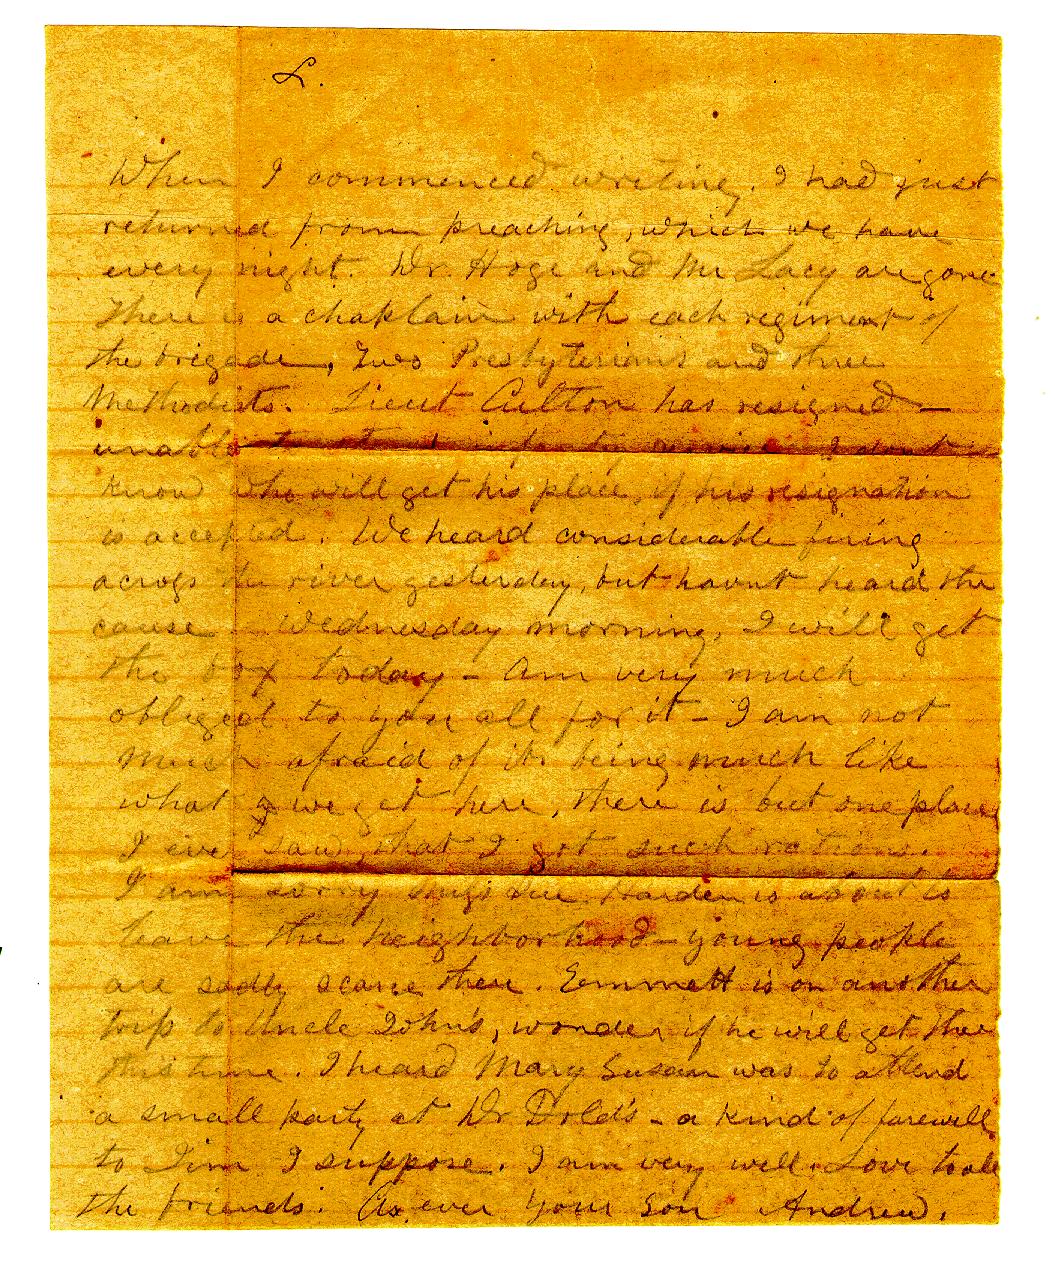 2.
When I commenced writing, I had just
returned from preaching, which we have
every night. Dr. Hoge and Mr Lacy are gone
There is a chaplain with each regiment of
the brigade, Two Presbyterians and three
Methodists. Lieut Culton has resigned –
unable to infantry service. I dont
know who will get his place, if his resignation
is accepted. We heard considerable firing
across the river yesterday, but havnt heard the
cause. Wednesday morning, I will get
the box today – Am very much
obliged to you all for it – I am not
much afraid of its being much like
what we get here, there is but one place
I ever saw, that I got such rations.
I am sorry Sue Harden is about to
leave the neighborhood – young people
are sadly scarce there. Emmett is on another
trip to Uncle John's, wonder if he will get there
this time. I heard Mary Susan was to attend
a small party at Dr Dold's – a kind of farewell
to Jim I suppose. I am very well. Love to all
the friends. As ever your Son Andrew.